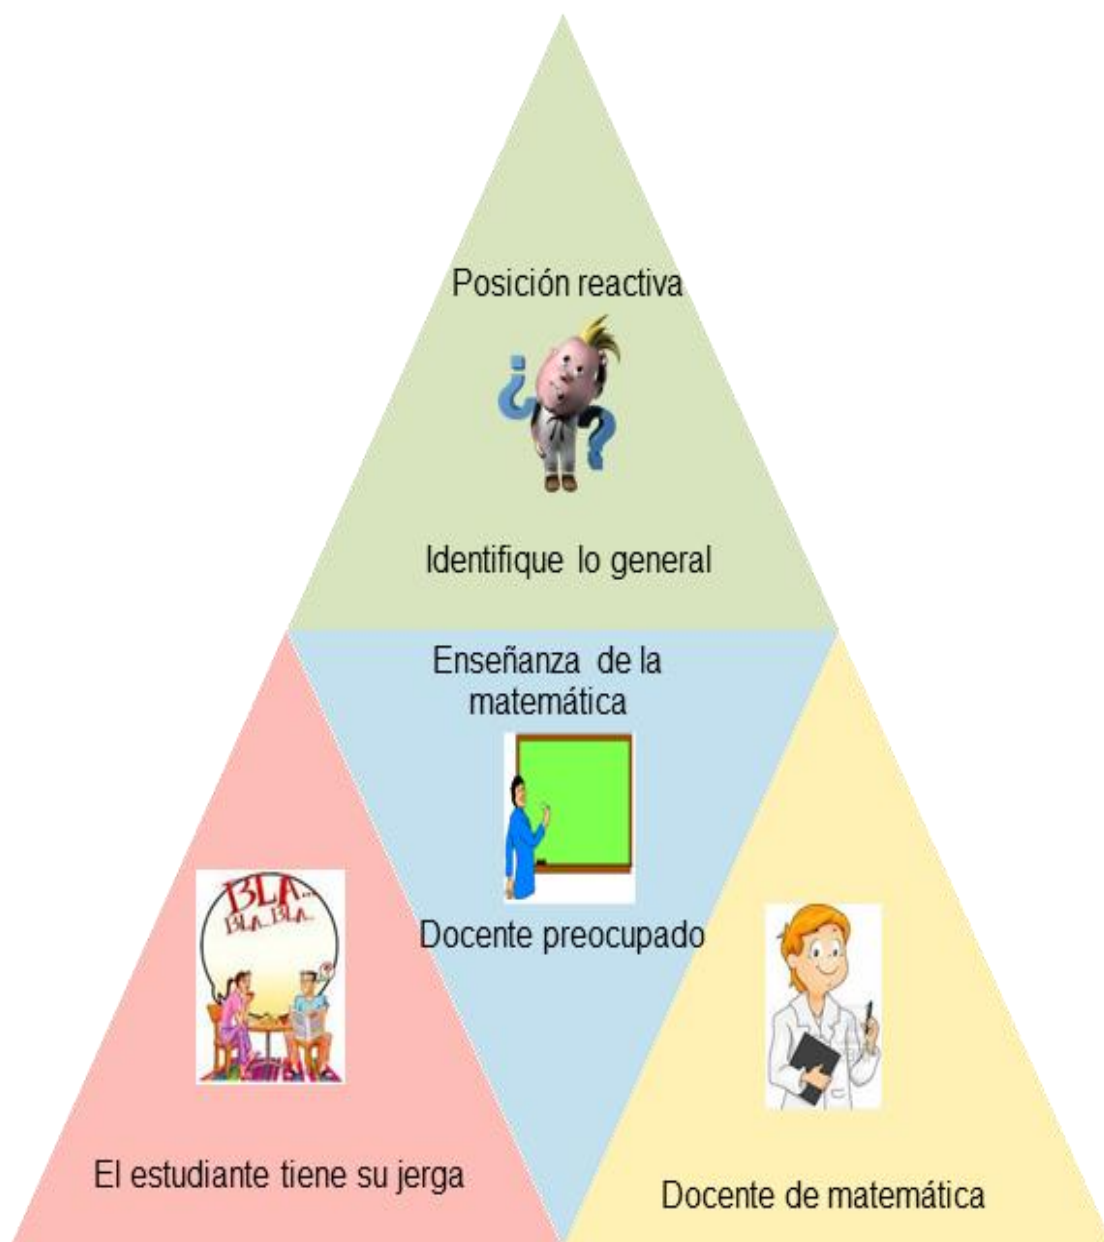 Posición reactiva
¿
?
Identifique lo general
Enseñanza de la
matemática
Docente preocupado
BLA...
BLA..BLA..
?
El estudiante tiene su jerga
Docente de matemática